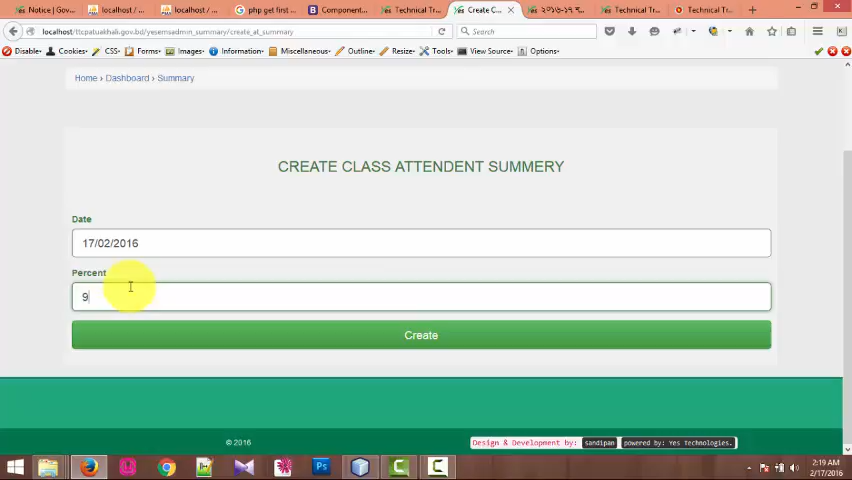 Notice | Gov...
localhost / ...
localhost / ...
php get first ...
Component...
Technical Tr...
Create C...
২০১৬-১৭ স...
Technical Tr...
Technical Tr...
localhost/ttcpatuakhali.gov.bd/yesemsadmin_summary/create_at_summary
Search
Disable
Cookies
CSS
Forms
Images
Information
Miscellaneous
Outline
Resize
Tools
View Source
Options
Home › Dashboard › Summary
CREATE CLASS ATTENDENT SUMMERY
Date
17/02/2016
Percent
9
Create
© 2016
Design & Development by: sandipan powered by: Yes Technologies.
Ps
2:19 AM
2/17/2016